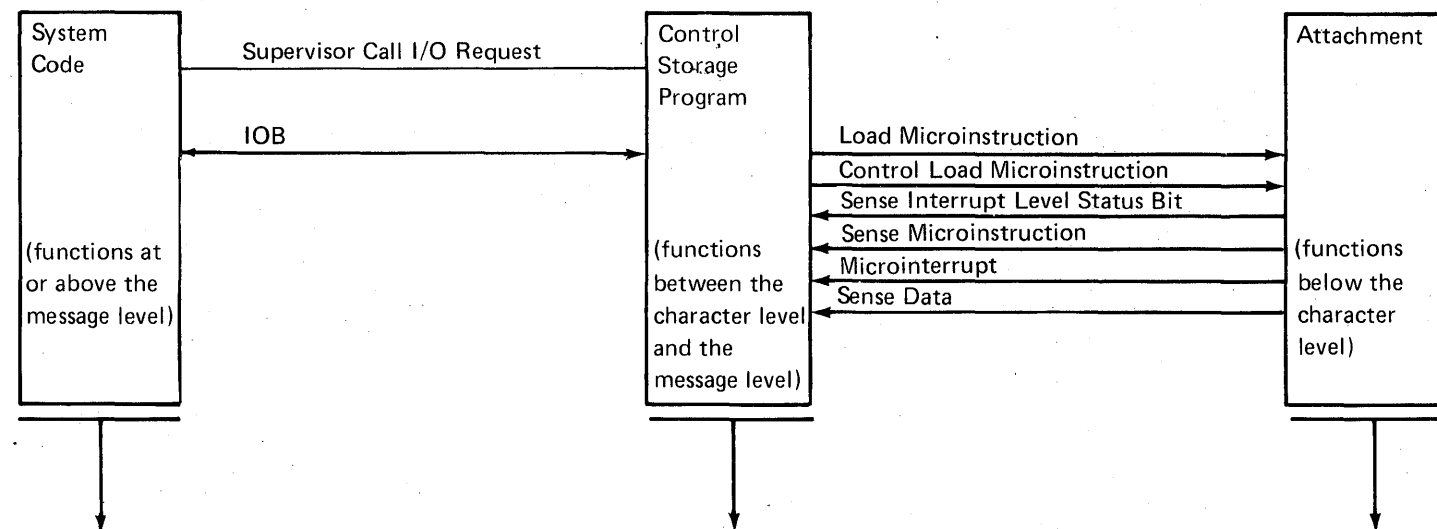 System
Code
(functions at
or above the
message level)
Supervisor Call I/O Request
IOB
Control
Storage
Program
(functions
between the
character level
and the
message level)
Load Microinstruction
Control Load Microinstruction
Sense Interrupt Level Status Bit
Sense Microinstruction
Microinterrupt
Sense Data
Attachment
(functions
below the
character
level)